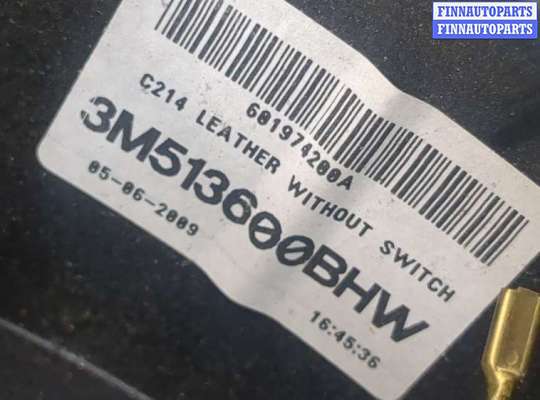 FINNAUTOPARTS
FINNAUTOPARTS
601974200A
C214 LEATHER WITHOUT SWITCH
3M513600BHW
05-06-2009
16:45:36